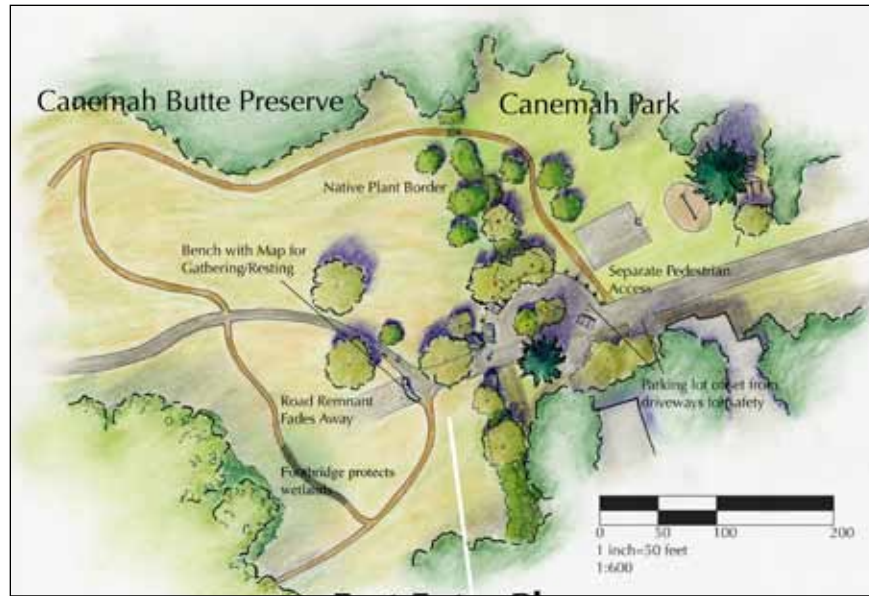 Canemah Butte Preserve
Canemah Park
Native Plant Border
Bench with Map for
Gathering/Resting
Separate Pedestrian
Access
Parking lot offset from
driveways for safety
Road Remnant
Fades Away
Footbridge protects
wetlands
0 50 100 200
1 inch=50 feet
1:600